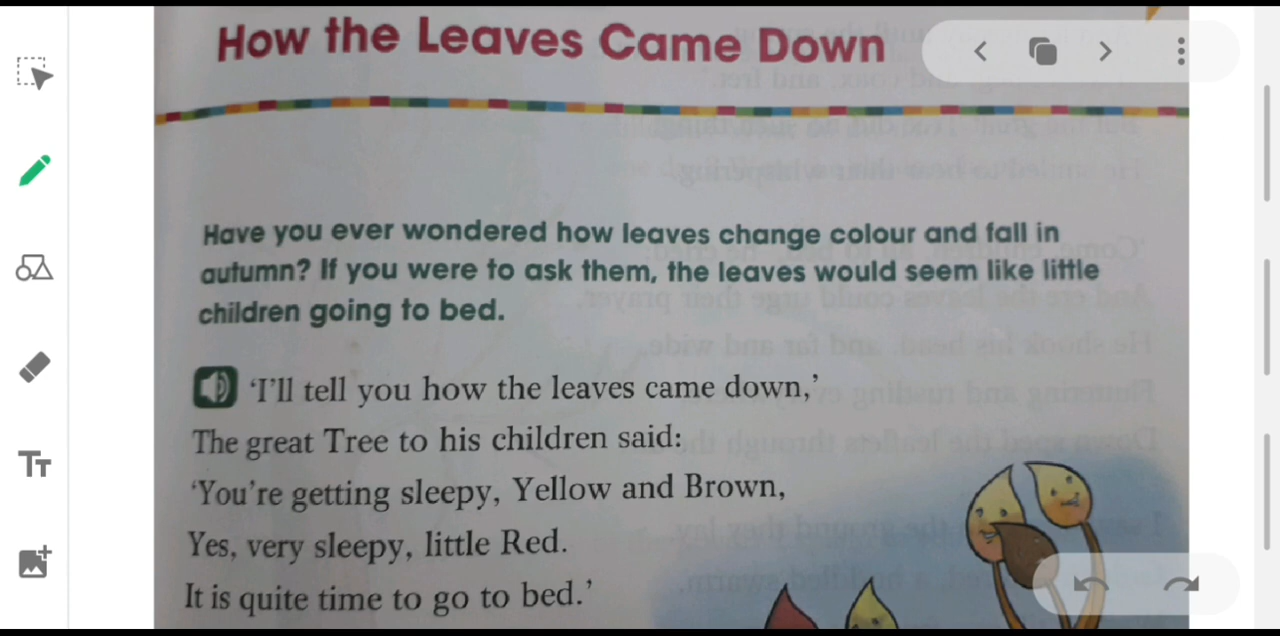 How the Leaves Came Down
Have you ever wondered how leaves change colour and fall in
autumn? If you were to ask them, the leaves would seem like little
children going to bed.
‘I’ll tell you how the leaves came down,’
The great Tree to his children said:
‘You’re getting sleepy, Yellow and Brown,
Yes, very sleepy, little Red.
It is quite time to go to bed.’